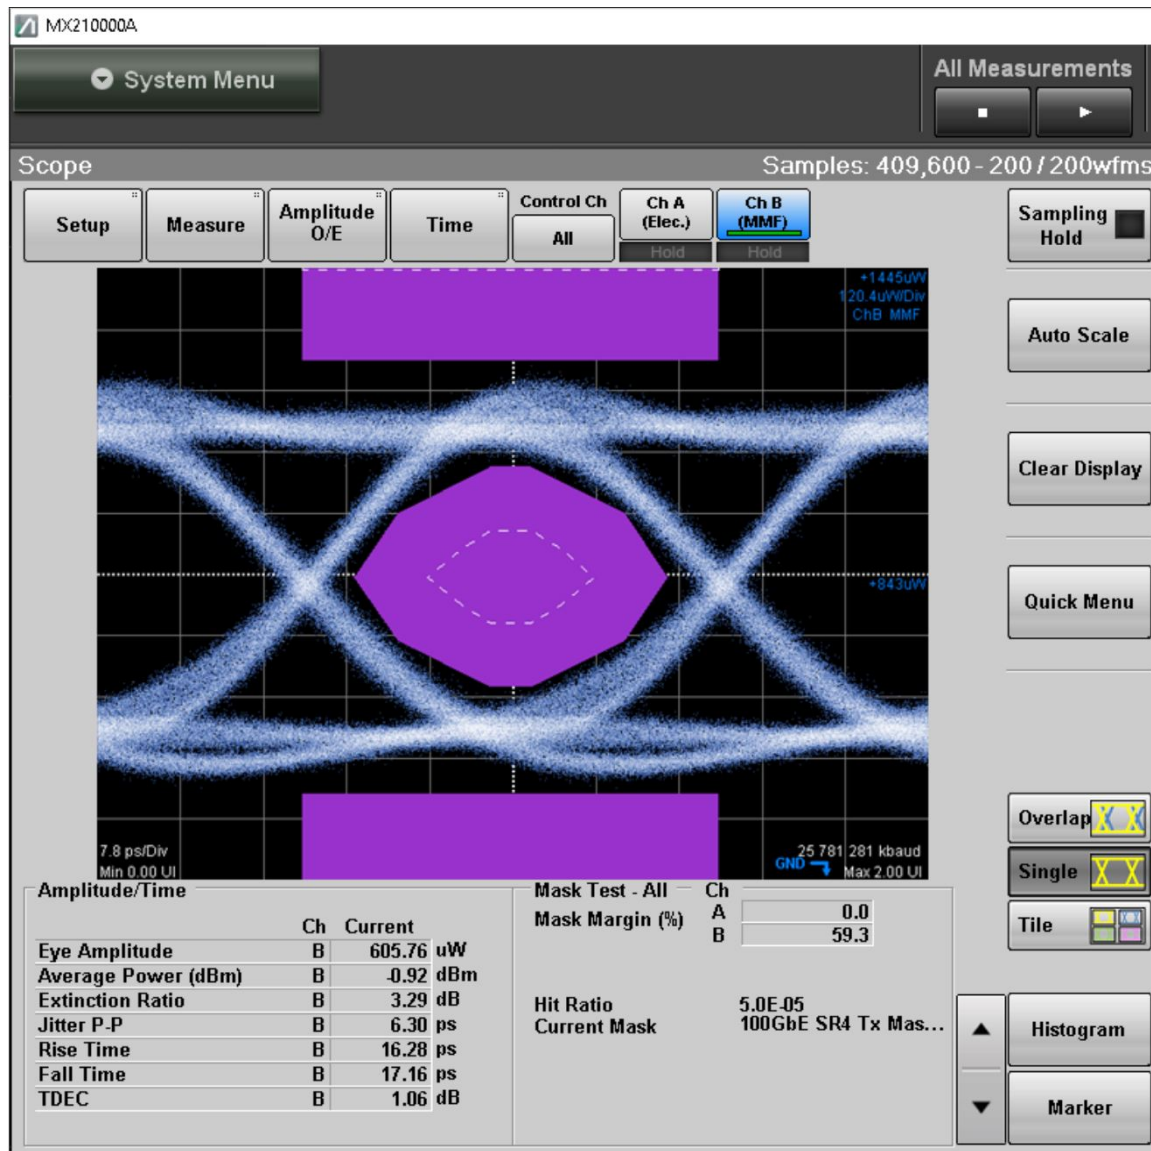 MX210000A
System Menu
All Measurements
Scope
Samples: 409,600 - 200 / 200wfms
Setup
Measure
Amplitude
O/E
Time
Control Ch
All
Ch A
(Elec.)
Hold
Ch B
(MMF)
Hold
Sampling
Hold
+1445uW
120.4uW/Div
ChB MMF
Auto Scale
Clear Display
+843uW
Quick Menu
7.8 ps/Div
Min 0.00 UI
25 781 281 kbaud
GND
Max 2.00 UI
Overlap
Single
Tile
Amplitude/Time
Ch Current
Eye Amplitude B 605.76 uW
Average Power (dBm) B -0.92 dBm
Extinction Ratio B 3.29 dB
Jitter P-P B 6.30 ps
Rise Time B 16.28 ps
Fall Time B 17.16 ps
TDEC B 1.06 dB
Mask Test - All Ch
Mask Margin (%) A 0.0
B 59.3
Hit Ratio 5.0E-05
Current Mask 100GbE SR4 Tx Mas...
Histogram
Marker